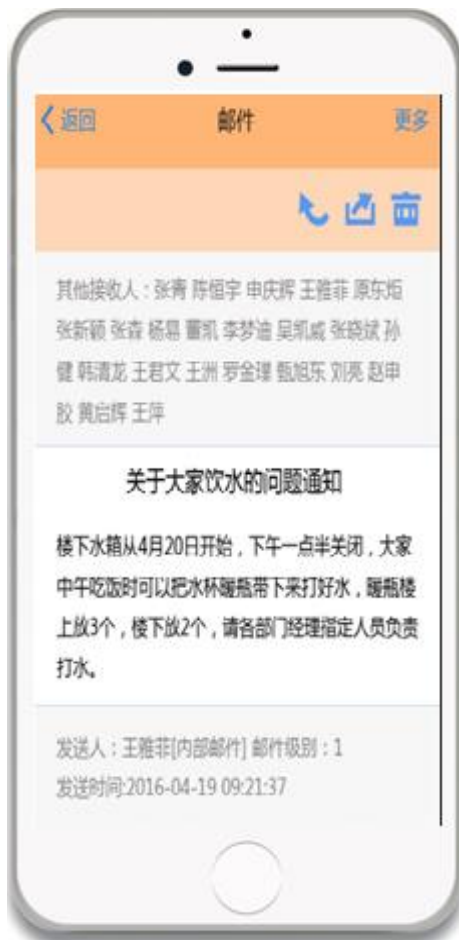 返回 邮件 更多
其他接收人：张青 陈恒宇 申庆辉 王雅菲 原东炬
张新颖 张森 杨易 董凯 李梦迪 吴凯威 张晓斌 孙
健 韩清龙 王君文 王洲 罗金璞 甄旭东 刘亮 赵申
胶 黄启辉 王萍
关于大家饮水的问题通知
楼下水箱从4月20日开始，下午一点半关闭，大家
中午吃饭时可以把水杯暖瓶带下来打好水，暖瓶楼
上放3个，楼下放2个，请各部门经理指定人员负责
打水。
发送人：王雅菲[内部邮件] 邮件级别：1
发送时间:2016-04-19 09:21:37